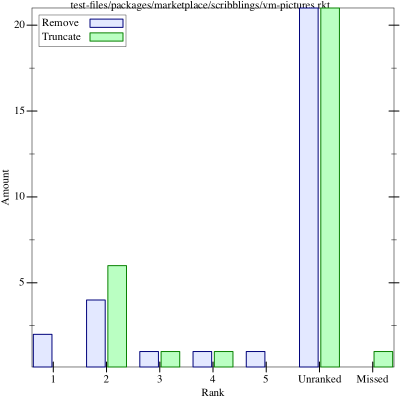 test-files/packages/marketplace/scribblings/vm-pictures.rkt
Remove
Truncate
20
15
10
5
Amount
1 2 3 4 5 Unranked Missed
Rank